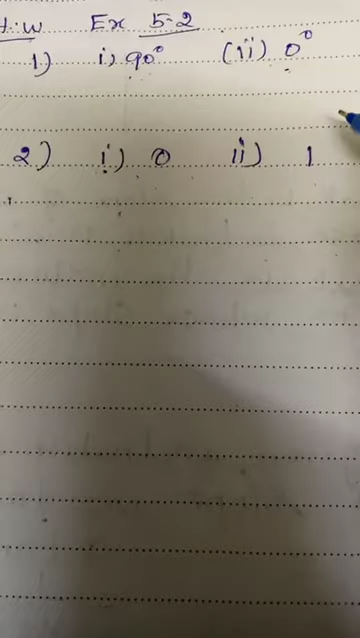 H.W Ex 5.2
1) i) 90° (ii) 0°
2) i) 0 ii) 1